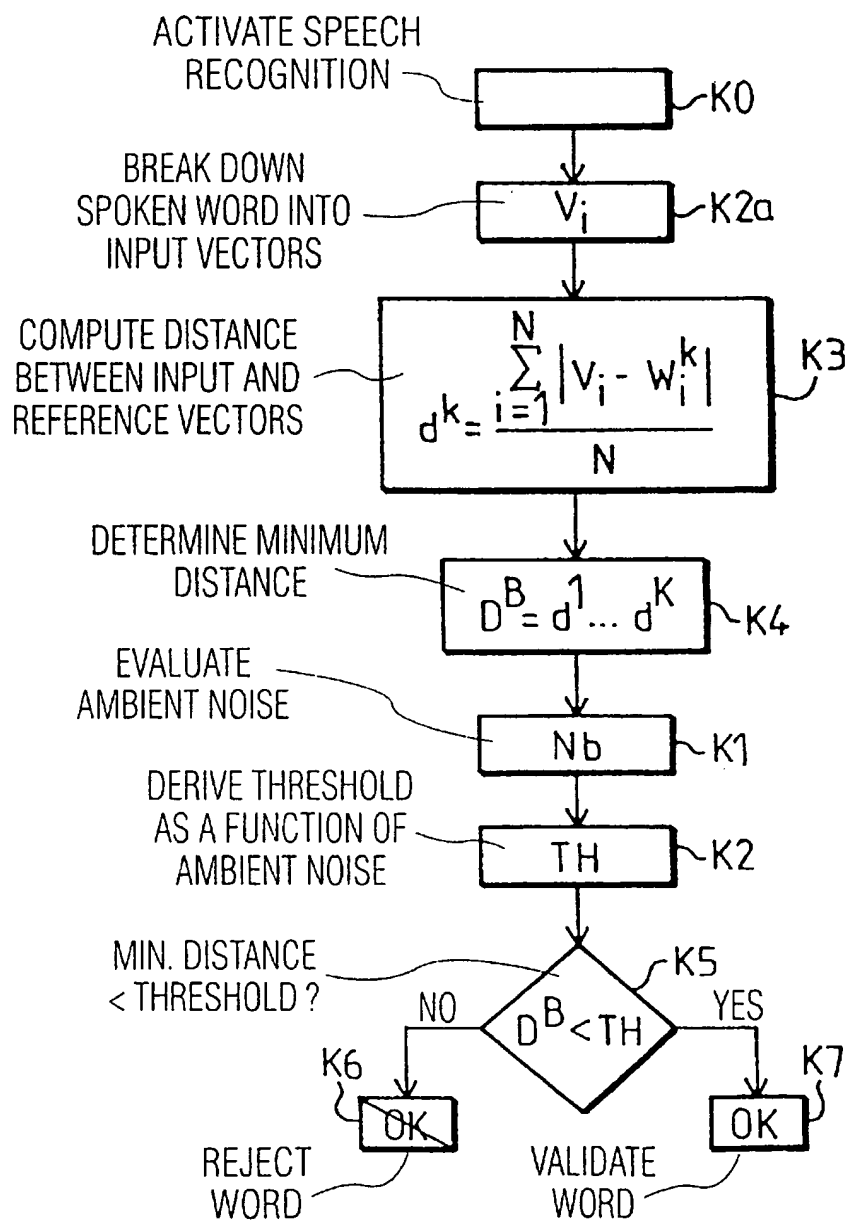 ACTIVATE SPEECH
RECOGNITION
K0
BREAK DOWN
SPOKEN WORD INTO
INPUT VECTORS
V_i
K2a
COMPUTE DISTANCE
BETWEEN INPUT AND
REFERENCE VECTORS
d^k = \frac{\sum_{i=1}^{N} |V_i - W_i^k|}{N}
K3
DETERMINE MINIMUM
DISTANCE
D^B = d^1 ... d^K
K4
EVALUATE
AMBIENT NOISE
Nb
K1
DERIVE THRESHOLD
AS A FUNCTION OF
AMBIENT NOISE
TH
K2
MIN. DISTANCE
< THRESHOLD ?
K5
D^B < TH
NO
YES
K6
OK
REJECT
WORD
K7
OK
VALIDATE
WORD